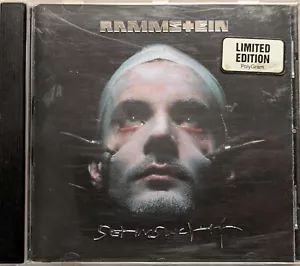 RAMMSTEIN
LIMITED
EDITION
PolyGram
SEHNSUCHT